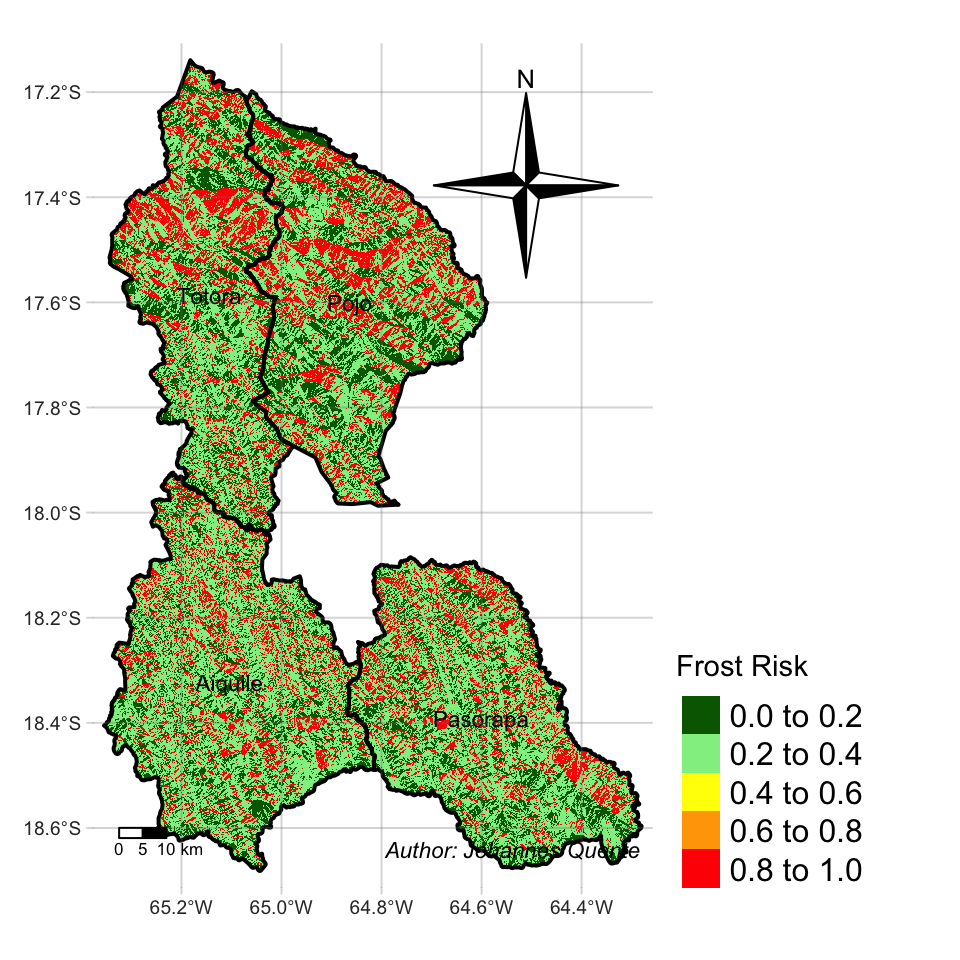 N
17.2°S
17.4°S
17.6°S
17.8°S
18.0°S
18.2°S
18.4°S
18.6°S
Totora
Pojo
Aiquile
Pasorapa
Frost Risk
0.0 to 0.2
0.2 to 0.4
0.4 to 0.6
0.6 to 0.8
0.8 to 1.0
0 5 10 km
Author: Johannes Quente
65.2°W 65.0°W 64.8°W 64.6°W 64.4°W